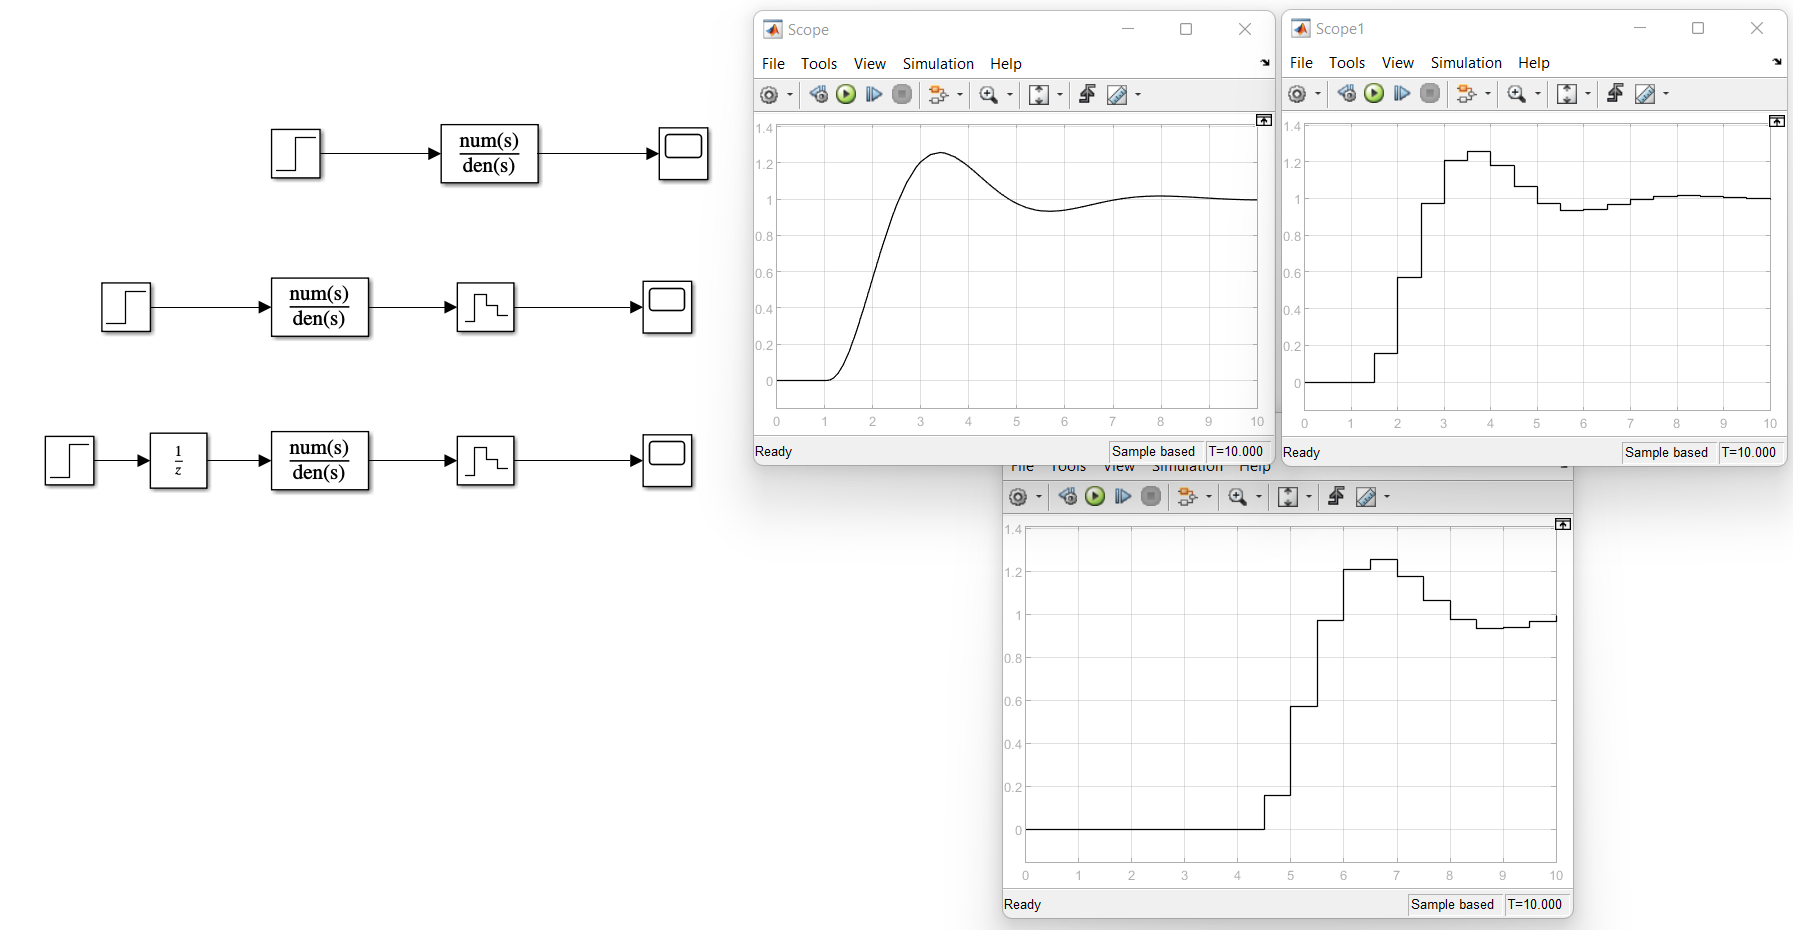 num(s)
den(s)
num(s)
den(s)
1
z
num(s)
den(s)
Scope
File Tools View Simulation Help
1.4
1.2
1
0.8
0.6
0.4
0.2
0
0 1 2 3 4 5 6 7 8 9 10
Ready Sample based T=10.000
Scope1
File Tools View Simulation Help
1.4
1.2
1
0.8
0.6
0.4
0.2
0
0 1 2 3 4 5 6 7 8 9 10
Ready Sample based T=10.000
File Tools View Simulation Help
1.4
1.2
1
0.8
0.6
0.4
0.2
0
0 1 2 3 4 5 6 7 8 9 10
Ready Sample based T=10.000